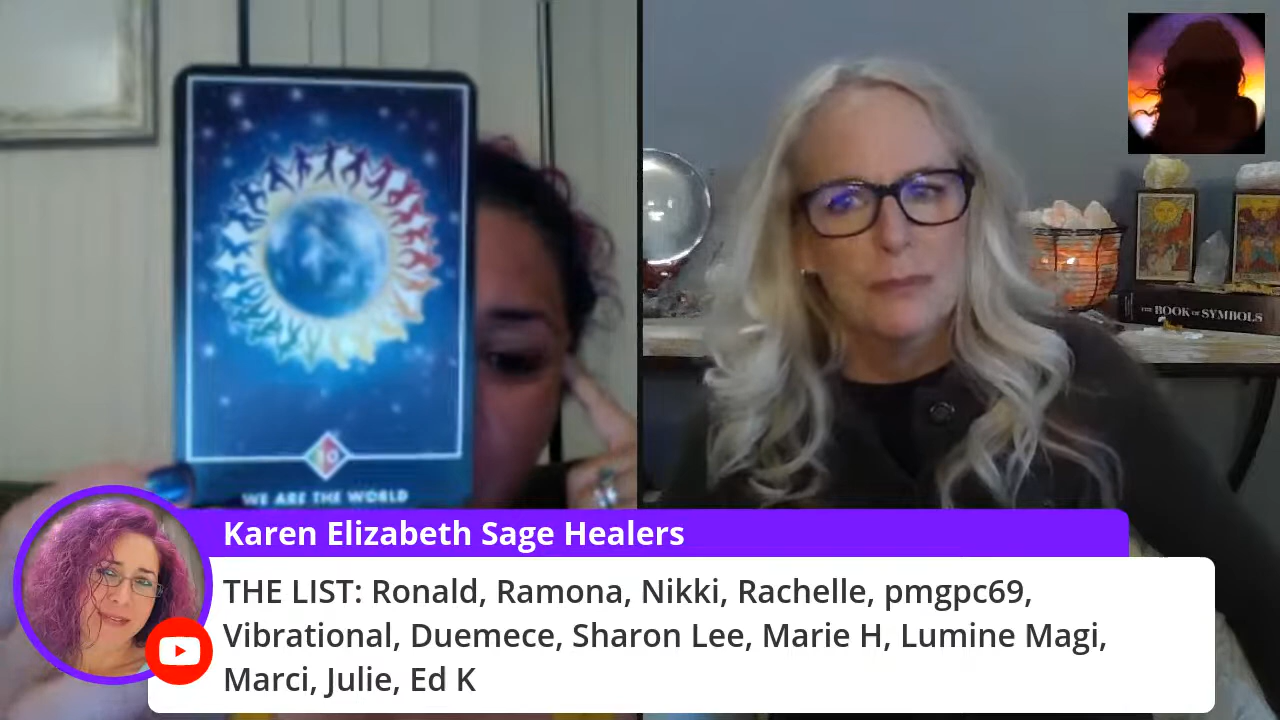 10
WE ARE THE WORLD
THE BOOK OF SYMBOLS
Karen Elizabeth Sage Healers
THE LIST: Ronald, Ramona, Nikki, Rachelle, pmgpc69,
Vibrational, Duemece, Sharon Lee, Marie H, Lumine Magi,
Marci, Julie, Ed K